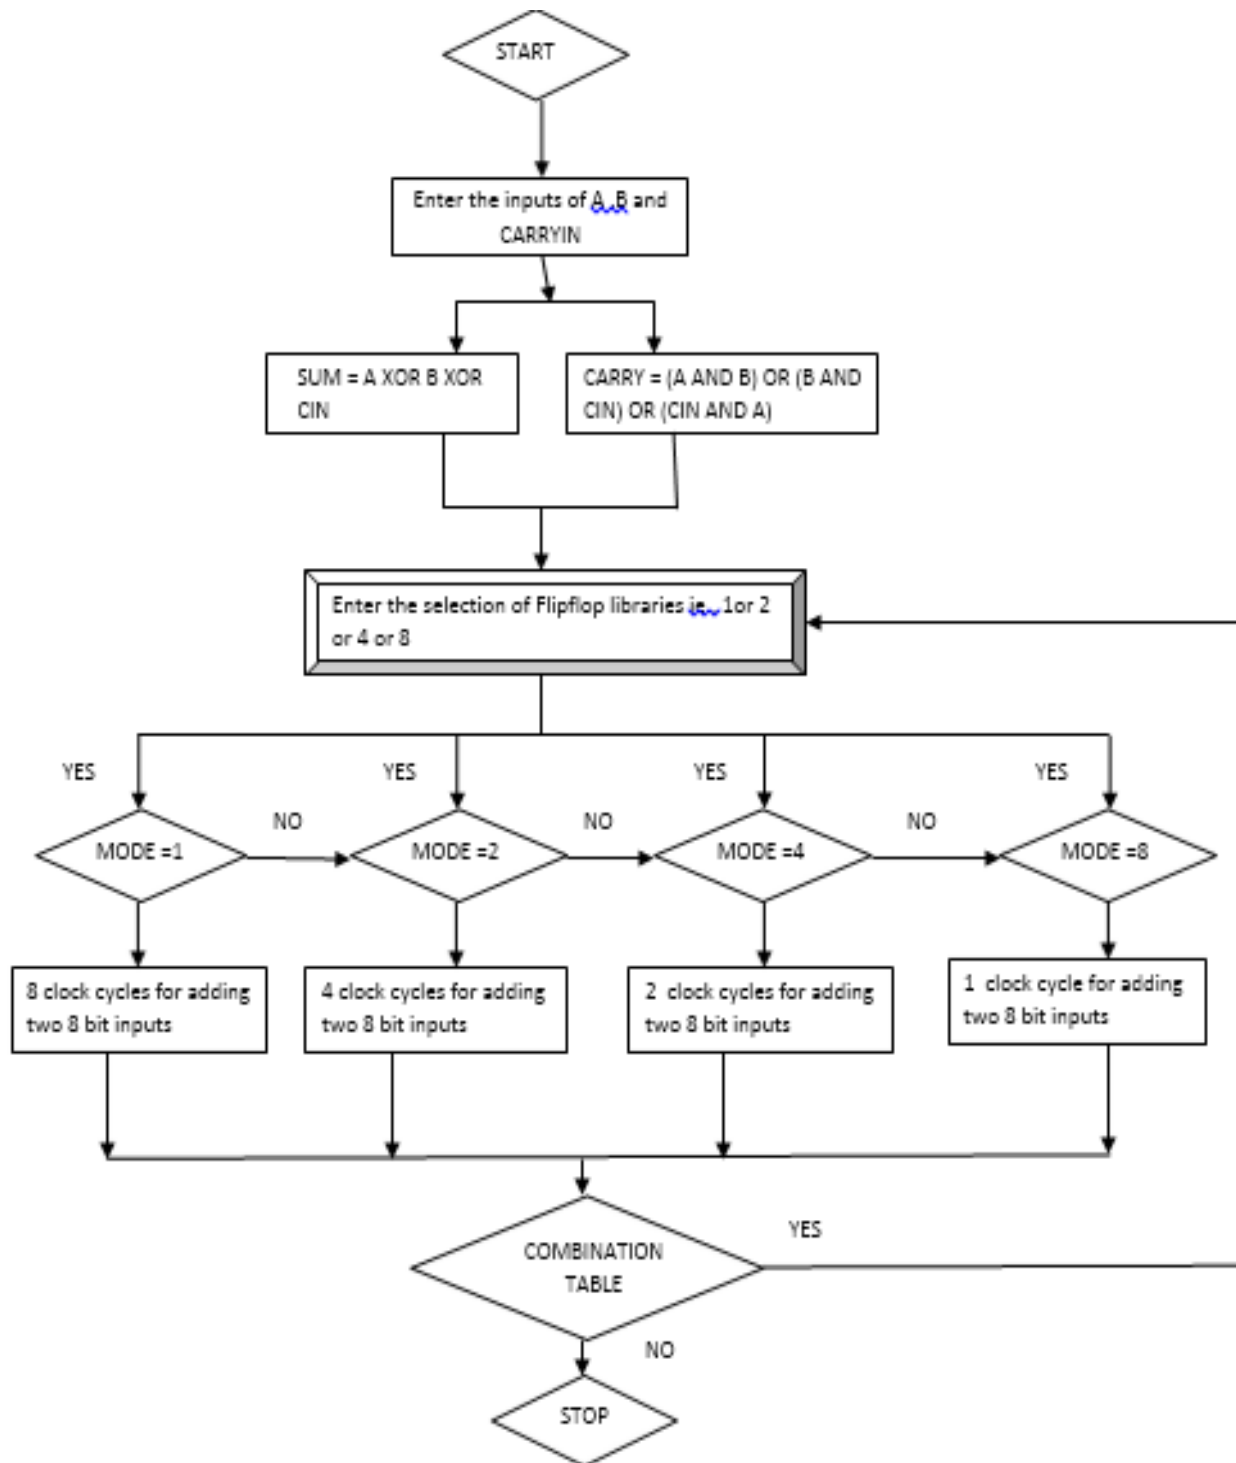 START
Enter the inputs of A ,B and
CARRYIN
SUM = A XOR B XOR
CIN
CARRY = (A AND B) OR (B AND
CIN) OR (CIN AND A)
Enter the selection of Flipflop libraries ie., 1or 2
or 4 or 8
YES
YES
YES
YES
NO
NO
NO
MODE =1
MODE =2
MODE =4
MODE =8
8 clock cycles for adding
two 8 bit inputs
4 clock cycles for adding
two 8 bit inputs
2 clock cycles for adding
two 8 bit inputs
1 clock cycle for adding
two 8 bit inputs
COMBINATION
TABLE
YES
NO
STOP